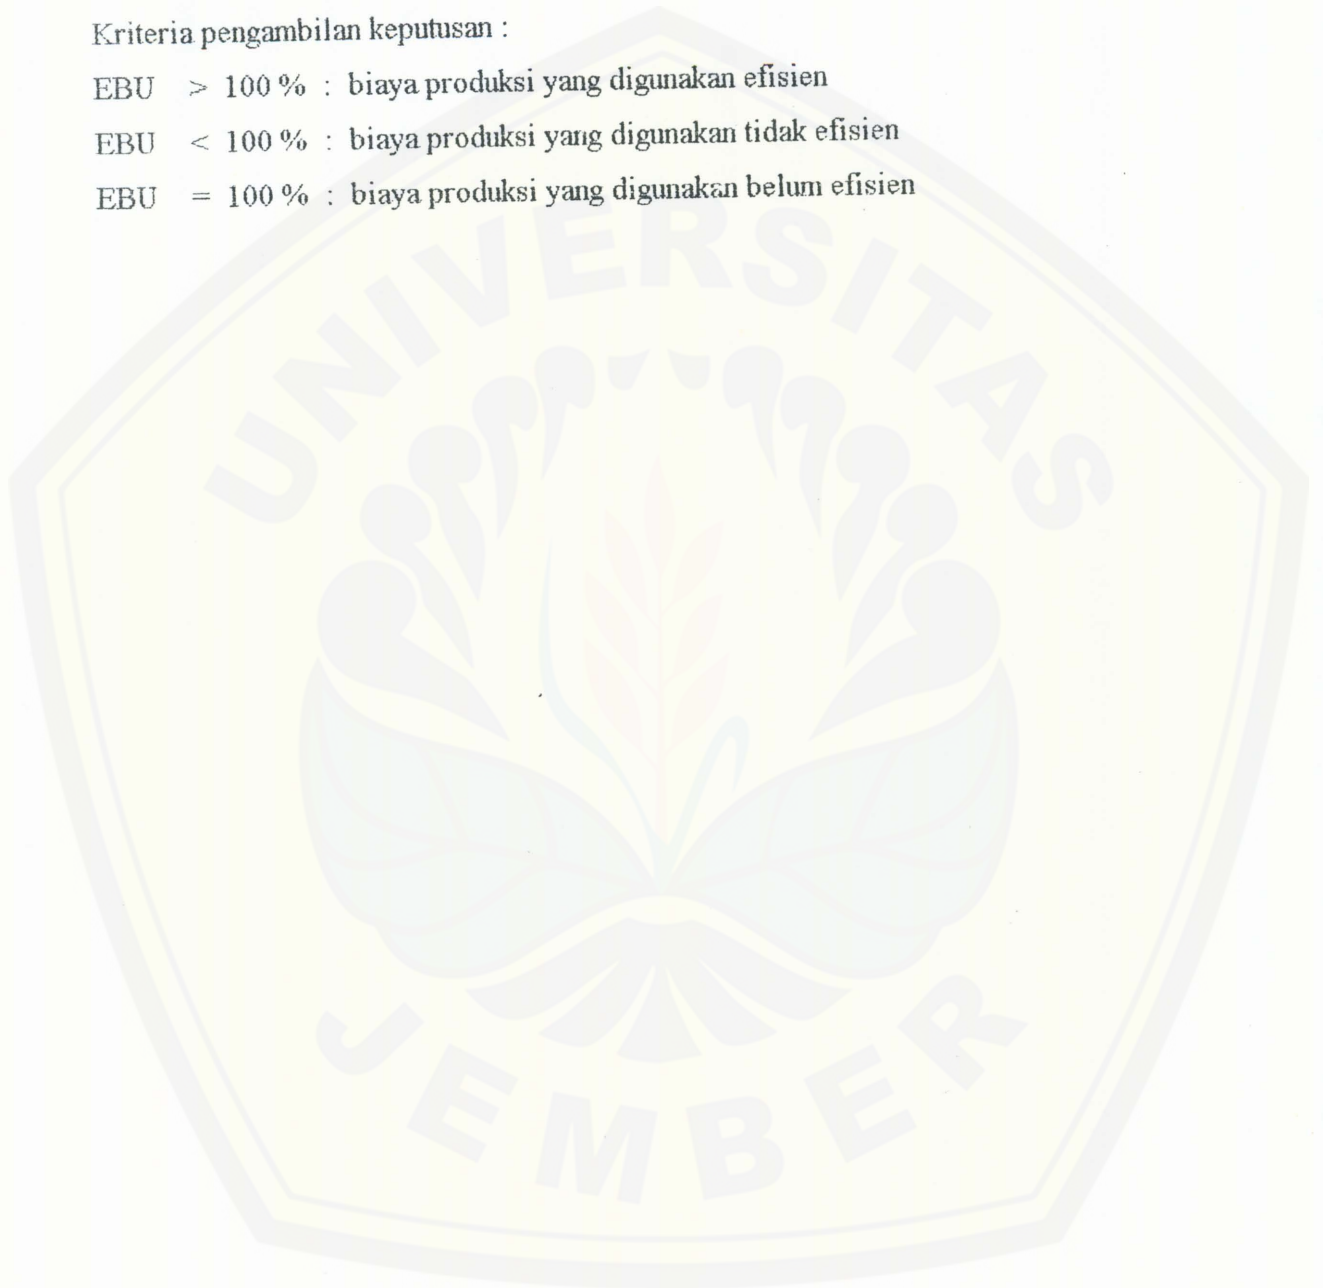 Kriteria pengambilan keputusan :
EBU > 100 % : biaya produksi yang digunakan efisien
EBU < 100 % : biaya produksi yang digunakan tidak efisien
EBU = 100 % : biaya produksi yang digunakan belum efisien
UNIVERSITAS
JEMBER